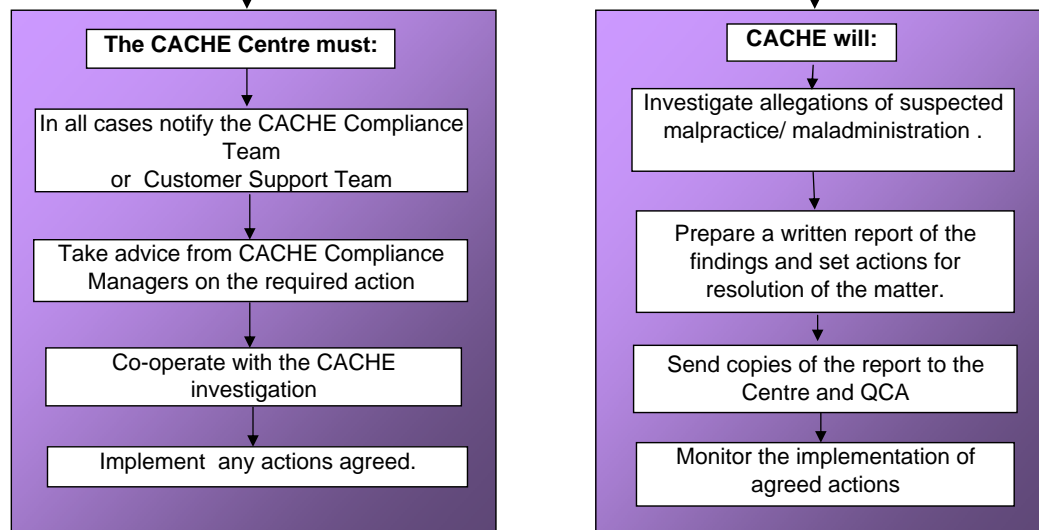 The CACHE Centre must:
In all cases notify the CACHE Compliance
Team
or Customer Support Team
Take advice from CACHE Compliance
Managers on the required action
Co-operate with the CACHE
investigation
Implement any actions agreed.
CACHE will:
Investigate allegations of suspected
malpractice/ maladministration .
Prepare a written report of the
findings and set actions for
resolution of the matter.
Send copies of the report to the
Centre and QCA
Monitor the implementation of
agreed actions